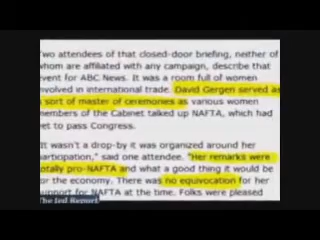 Two attendees of that closed-door briefing, neither of
whom are affiliated with any campaign, describe that
event for ABC News. It was a room full of women
involved in international trade. David Gergen served as
a sort of master of ceremonies as various women
members of the Cabinet talked up NAFTA, which had
yet to pass Congress.
"It wasn't a drop-by it was organized around her
participation," said one attendee. "Her remarks were
totally pro-NAFTA and what a good thing it would be
for the economy. There was no equivocation for her
support for NAFTA at the time. Folks were pleased
The Jed Report